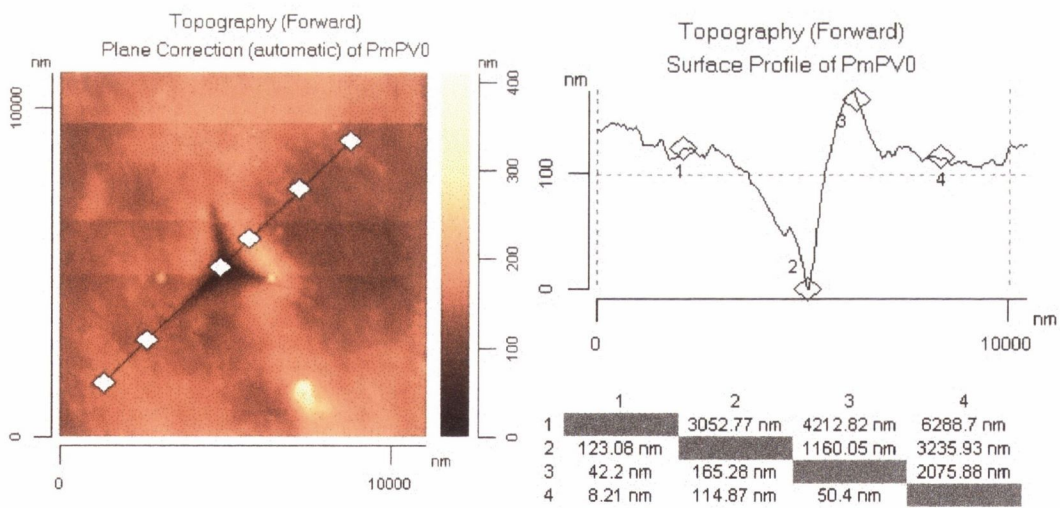 Topography (Forward)
Plane Correction (automatic) of PmPV0
nm
10000
0
0
10000
nm
nm
400
300
200
100
0
Topography (Forward)
Surface Profile of PmPV0
nm
100
0
1
2
3
4
0
10000
nm
1 2 3 4
1 3052.77 nm 4212.82 nm 6288.7 nm
2 123.08 nm 1160.05 nm 3235.93 nm
3 42.2 nm 165.28 nm 2075.88 nm
4 8.21 nm 114.87 nm 50.4 nm